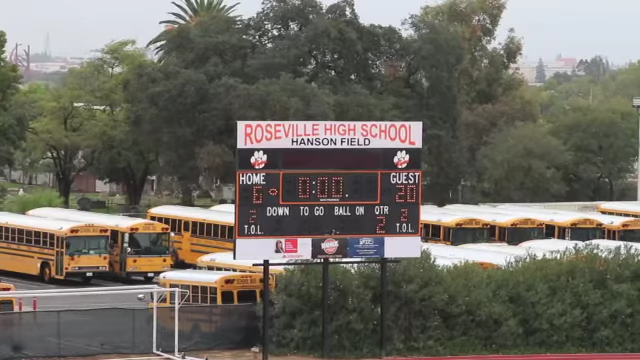 ROSEVILLE HIGH SCHOOL
HANSON FIELD
HOME GUEST
6 0:00. 20
DOWN TO GO BALL ON QTR
2 2 2
T.O.L. T.O.L.